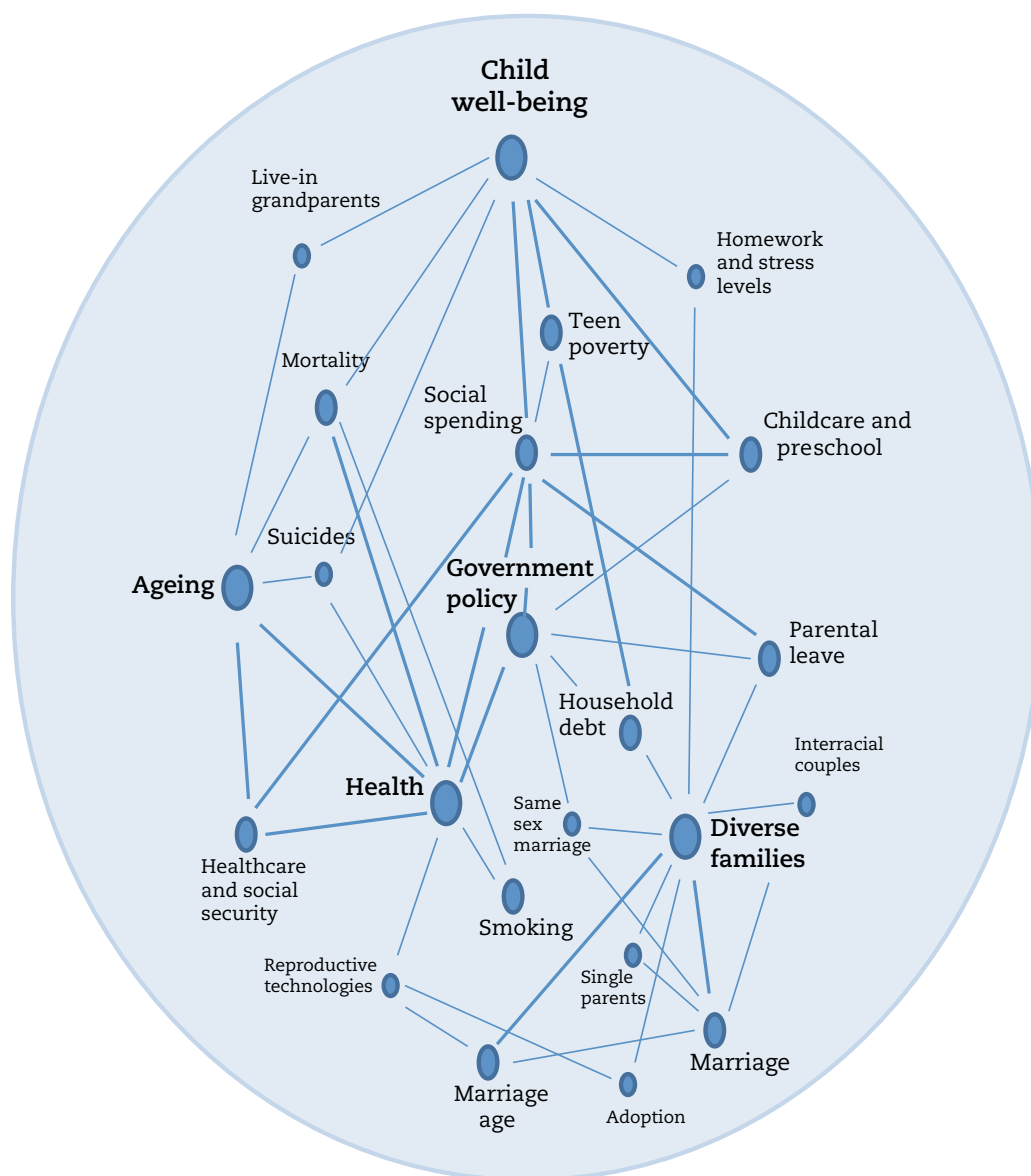 Child
well-being
Live-in
grandparents
Homework
and stress
levels
Teen
poverty
Mortality
Social
spending
Childcare and
preschool
Suicides
Ageing
Government
policy
Parental
leave
Household
debt
Interracial
couples
Health
Same
sex
marriage
Diverse
families
Healthcare
and social
security
Smoking
Reproductive
technologies
Single
parents
Marriage
Marriage
age
Adoption